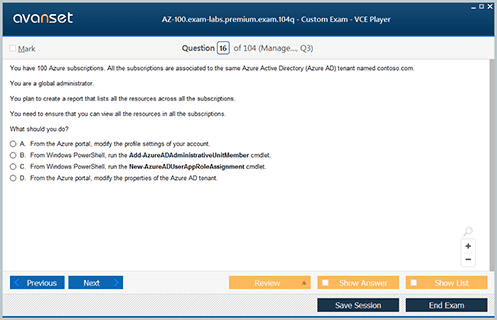 avanset
AZ-100.exam-labs.premium.exam.104q - Custom Exam - VCE Player
Mark
Question 16 of 104 (Manage..., Q3)
You have 100 Azure subscriptions. All the subscriptions are associated to the same Azure Active Directory (Azure AD) tenant named contoso.com.
You are a global administrator.
You plan to create a report that lists all the resources across all the subscriptions.
You need to ensure that you can view all the resources in all the subscriptions.
What should you do?
A. From the Azure portal, modify the profile settings of your account.
B. From Windows PowerShell, run the Add-AzureADAdministrativeUnitMember cmdlet.
C. From Windows PowerShell, run the New-AzureADUserAppRoleAssignment cmdlet.
D. From the Azure portal, modify the properties of the Azure AD tenant.
Previous Next Review Show Answer Show List
Save Session End Exam